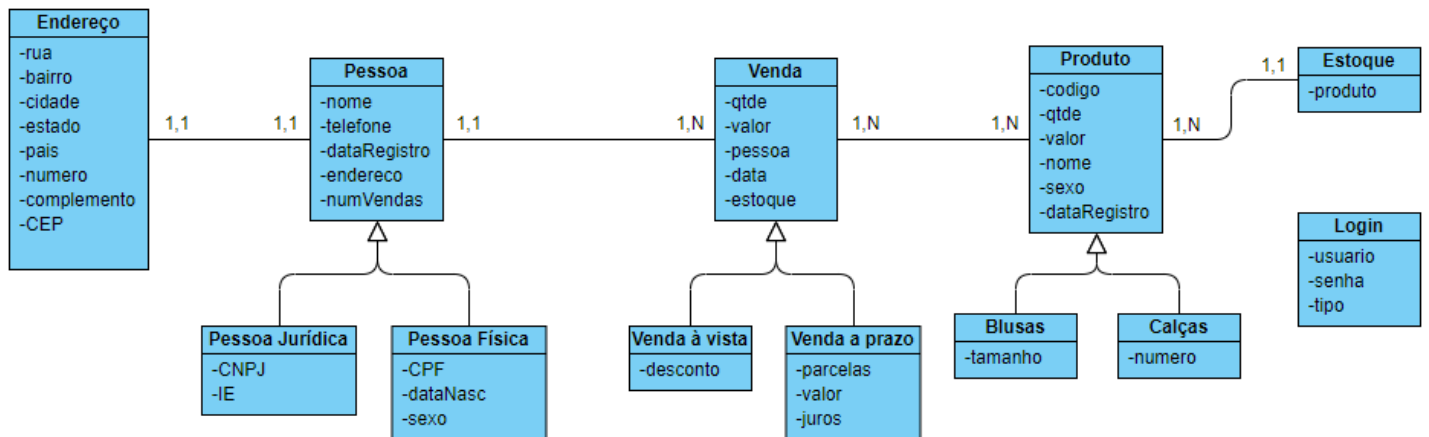 Endereço
-rua
-bairro
-cidade
-estado
-pais
-numero
-complemento
-CEP
1,1
1,1
Pessoa
-nome
-telefone
-dataRegistro
-endereco
-numVendas
1,1
1,N
Venda
-qtde
-valor
-pessoa
-data
-estoque
1,N
1,N
Produto
-codigo
-qtde
-valor
-nome
-sexo
-dataRegistro
1,N
1,1
Estoque
-produto
Login
-usuario
-senha
-tipo
Pessoa Jurídica
-CNPJ
-IE
Pessoa Física
-CPF
-dataNasc
-sexo
Venda à vista
-desconto
Venda a prazo
-parcelas
-valor
-juros
Blusas
-tamanho
Calças
-numero